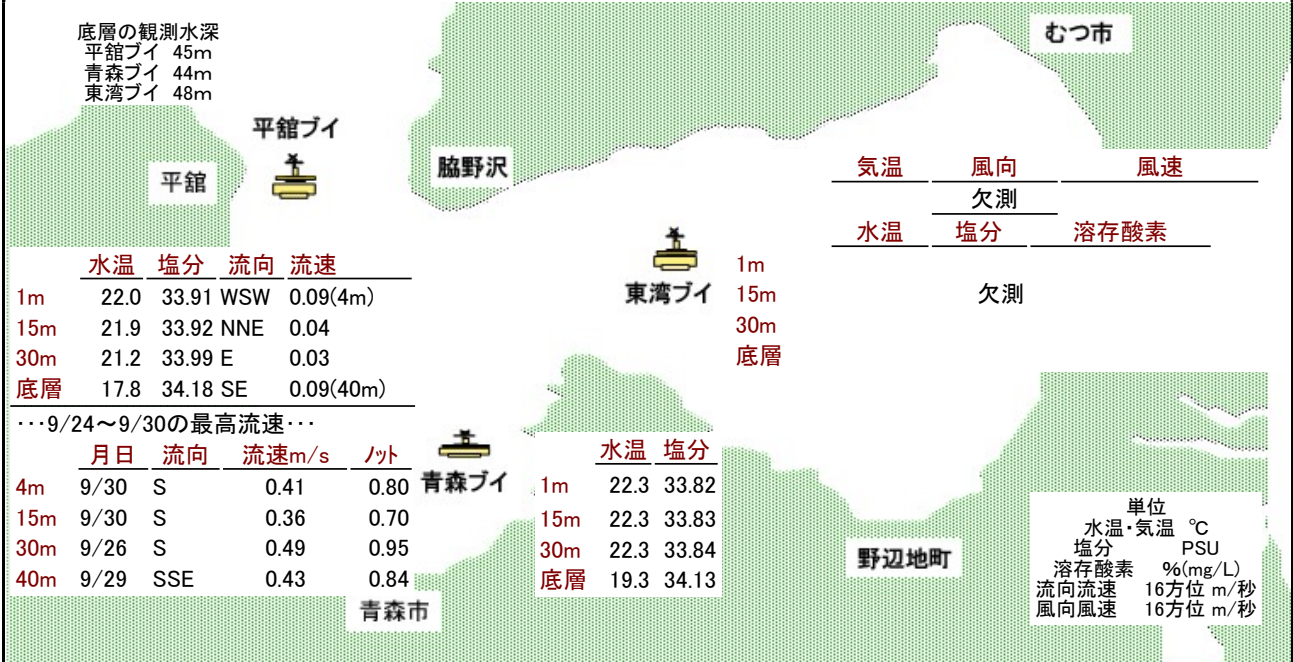 底層の観測水深
平舘ブイ 45m
青森ブイ 44m
東湾ブイ 48m
むつ市
平舘ブイ
脇野沢
平舘
気温 風向 風速
欠測
水温 塩分 溶存酸素
東湾ブイ
1m
15m
30m
底層
欠測
水温 塩分 流向 流速
1m 22.0 33.91 WSW 0.09(4m)
15m 21.9 33.92 NNE 0.04
30m 21.2 33.99 E 0.03
底層 17.8 34.18 SE 0.09(40m)
…9/24～9/30の最高流速…
月日 流向 流速m/s ノット
4m 9/30 S 0.41 0.80
15m 9/30 S 0.36 0.70
30m 9/26 S 0.49 0.95
40m 9/29 SSE 0.43 0.84
青森ブイ
水温 塩分
1m 22.3 33.82
15m 22.3 33.83
30m 22.3 33.84
底層 19.3 34.13
青森市
野辺地町
単位
水温・気温 ℃
塩分 PSU
溶存酸素 %(mg/L)
流向流速 16方位 m/秒
風向風速 16方位 m/秒